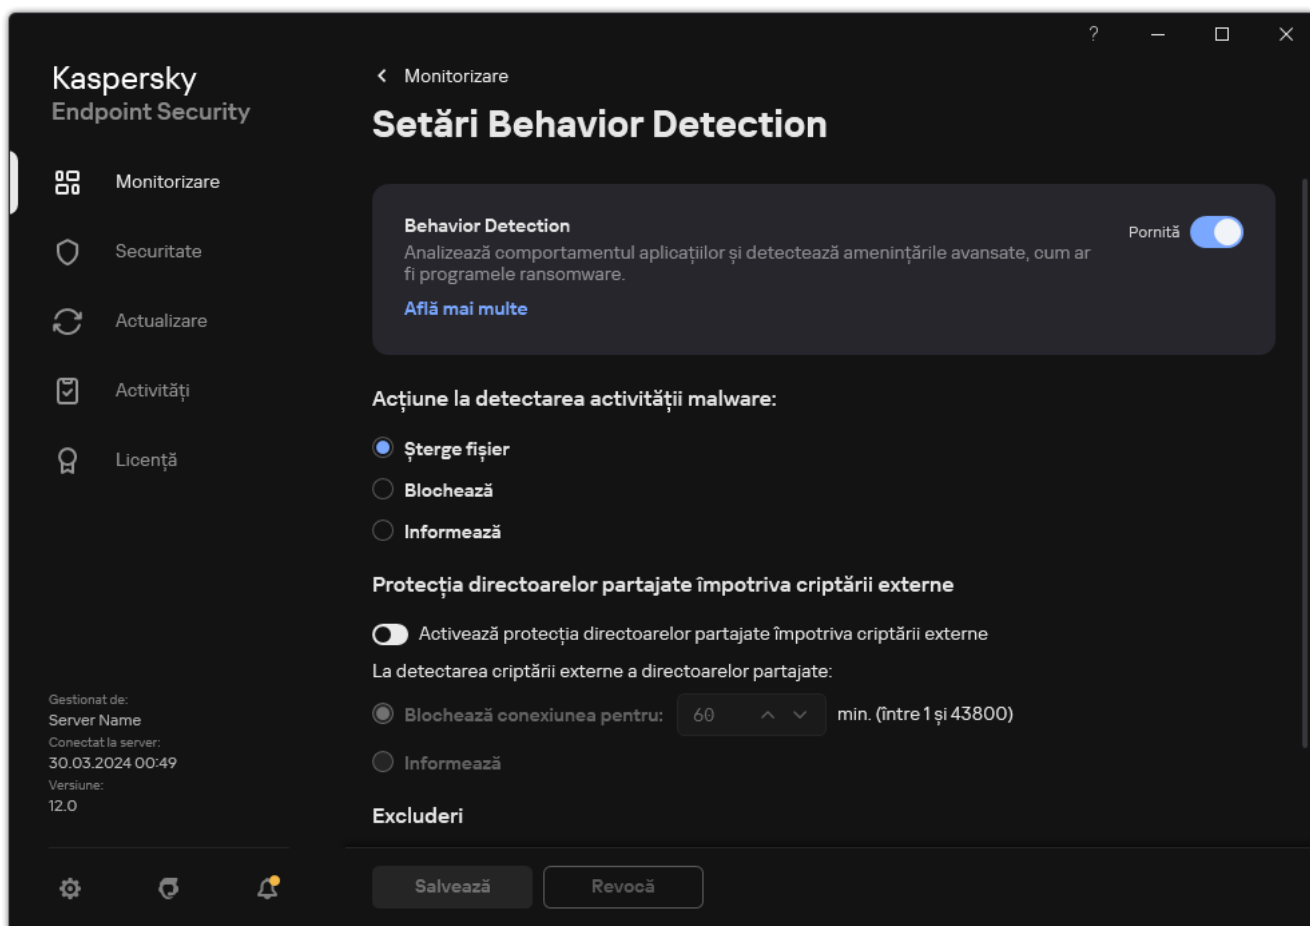 ?
Kaspersky
Endpoint Security
Monitorizare
Securitate
Actualizare
Activități
Licență
Gestionat de:
Server Name
Conectat la server:
30.03.2024 00:49
Versiune:
12.0
Monitorizare
Setări Behavior Detection
Behavior Detection
Pornită
Analizează comportamentul aplicațiilor și detectează amenințările avansate, cum ar
fi programele ransomware.
Află mai multe
Acțiune la detectarea activității malware:
Șterge fișier
Blochează
Informează
Protecția directoarelor partajate împotriva criptării externe
Activează protecția directoarelor partajate împotriva criptării externe
La detectarea criptării externe a directoarelor partajate:
Blochează conexiunea pentru: 60 min. (între 1 și 43800)
Informează
Excluderi
Salvează
Revocă